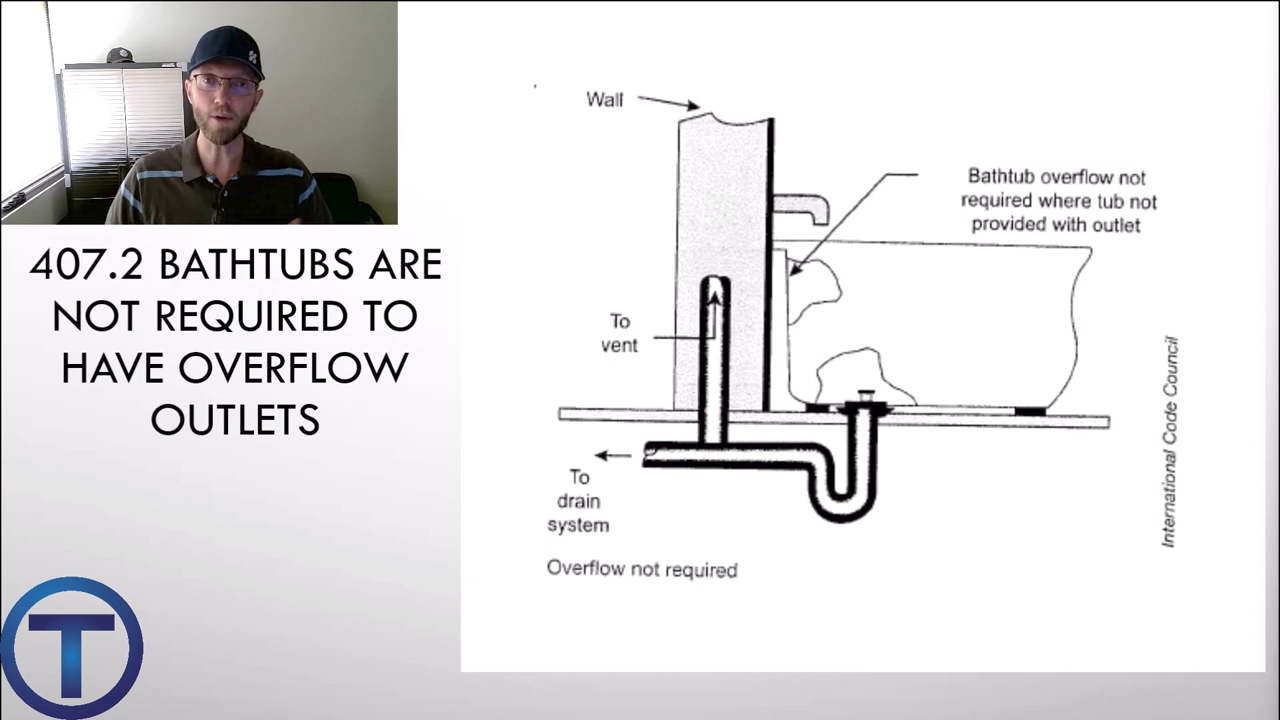 407.2 BATHTUBS ARE
NOT REQUIRED TO
HAVE OVERFLOW
OUTLETS
Wall
Bathtub overflow not
required where tub not
provided with outlet
To
vent
To
drain
system
Overflow not required
International Code Council
T